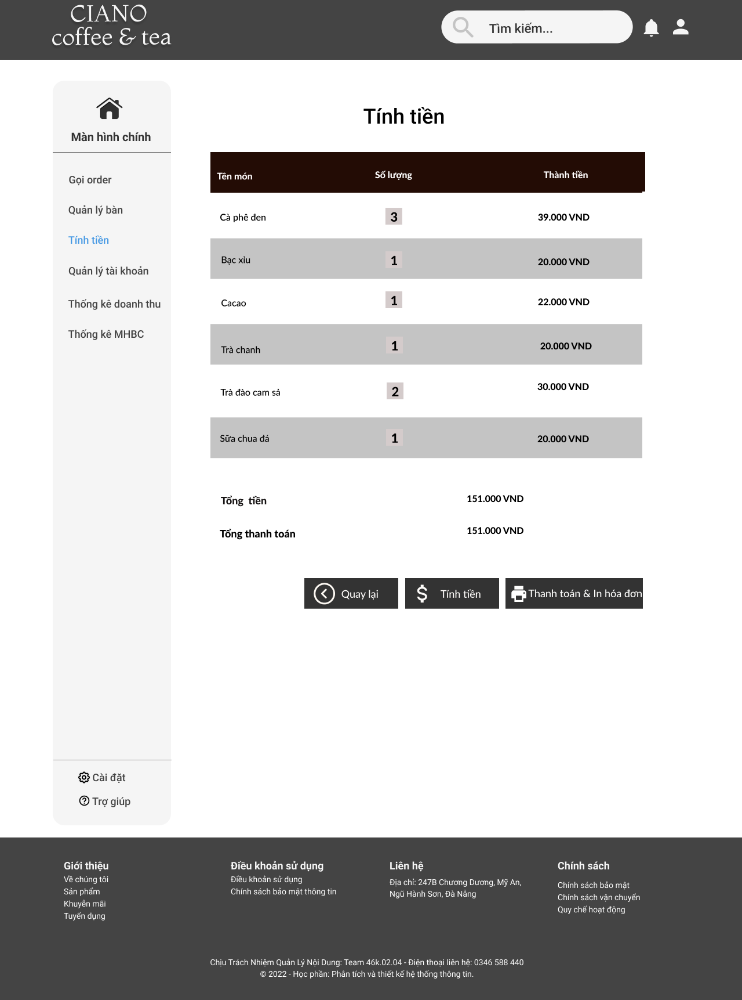 CIANO
coffee & tea
Tìm kiếm...
Màn hình chính
Gọi order
Quản lý bàn
Tính tiền
Quản lý tài khoản
Thống kê doanh thu
Thống kê MHBC
Cài đặt
Trợ giúp
Tính tiền
Tên món Số lượng Thành tiền
Cà phê đen 3 39.000 VND
Bạc xỉu 1 20.000 VND
Cacao 1 22.000 VND
Trà chanh 1 20.000 VND
Trà đào cam sả 2 30.000 VND
Sữa chua đá 1 20.000 VND
Tổng tiền 151.000 VND
Tổng thanh toán 151.000 VND
Quay lại Tính tiền Thanh toán & In hóa đơn
Giới thiệu
Về chúng tôi
Sản phẩm
Khuyễn mãi
Tuyển dụng
Điều khoản sử dụng
Điều khoản sử dụng
Chính sách bảo mật thông tin
Liên hệ
Địa chỉ: 247B Chương Dương, Mỹ An,
Ngũ Hành Sơn, Đà Nẵng
Chính sách
Chính sách bảo mật
Chính sách vận chuyển
Quy chế hoạt động
Chịu Trách Nhiệm Quản Lý Nội Dung: Team 46k.02.04 - Điện thoại liên hệ: 0346 588 440
© 2022 - Học phần: Phân tích và thiết kế hệ thống thông tin.